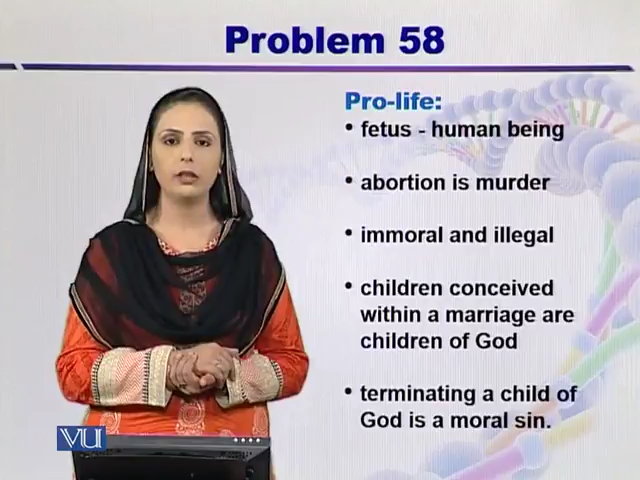 Problem 58
Pro-life:
• fetus - human being
• abortion is murder
• immoral and illegal
• children conceived
within a marriage are
children of God
• terminating a child of
God is a moral sin.
VU